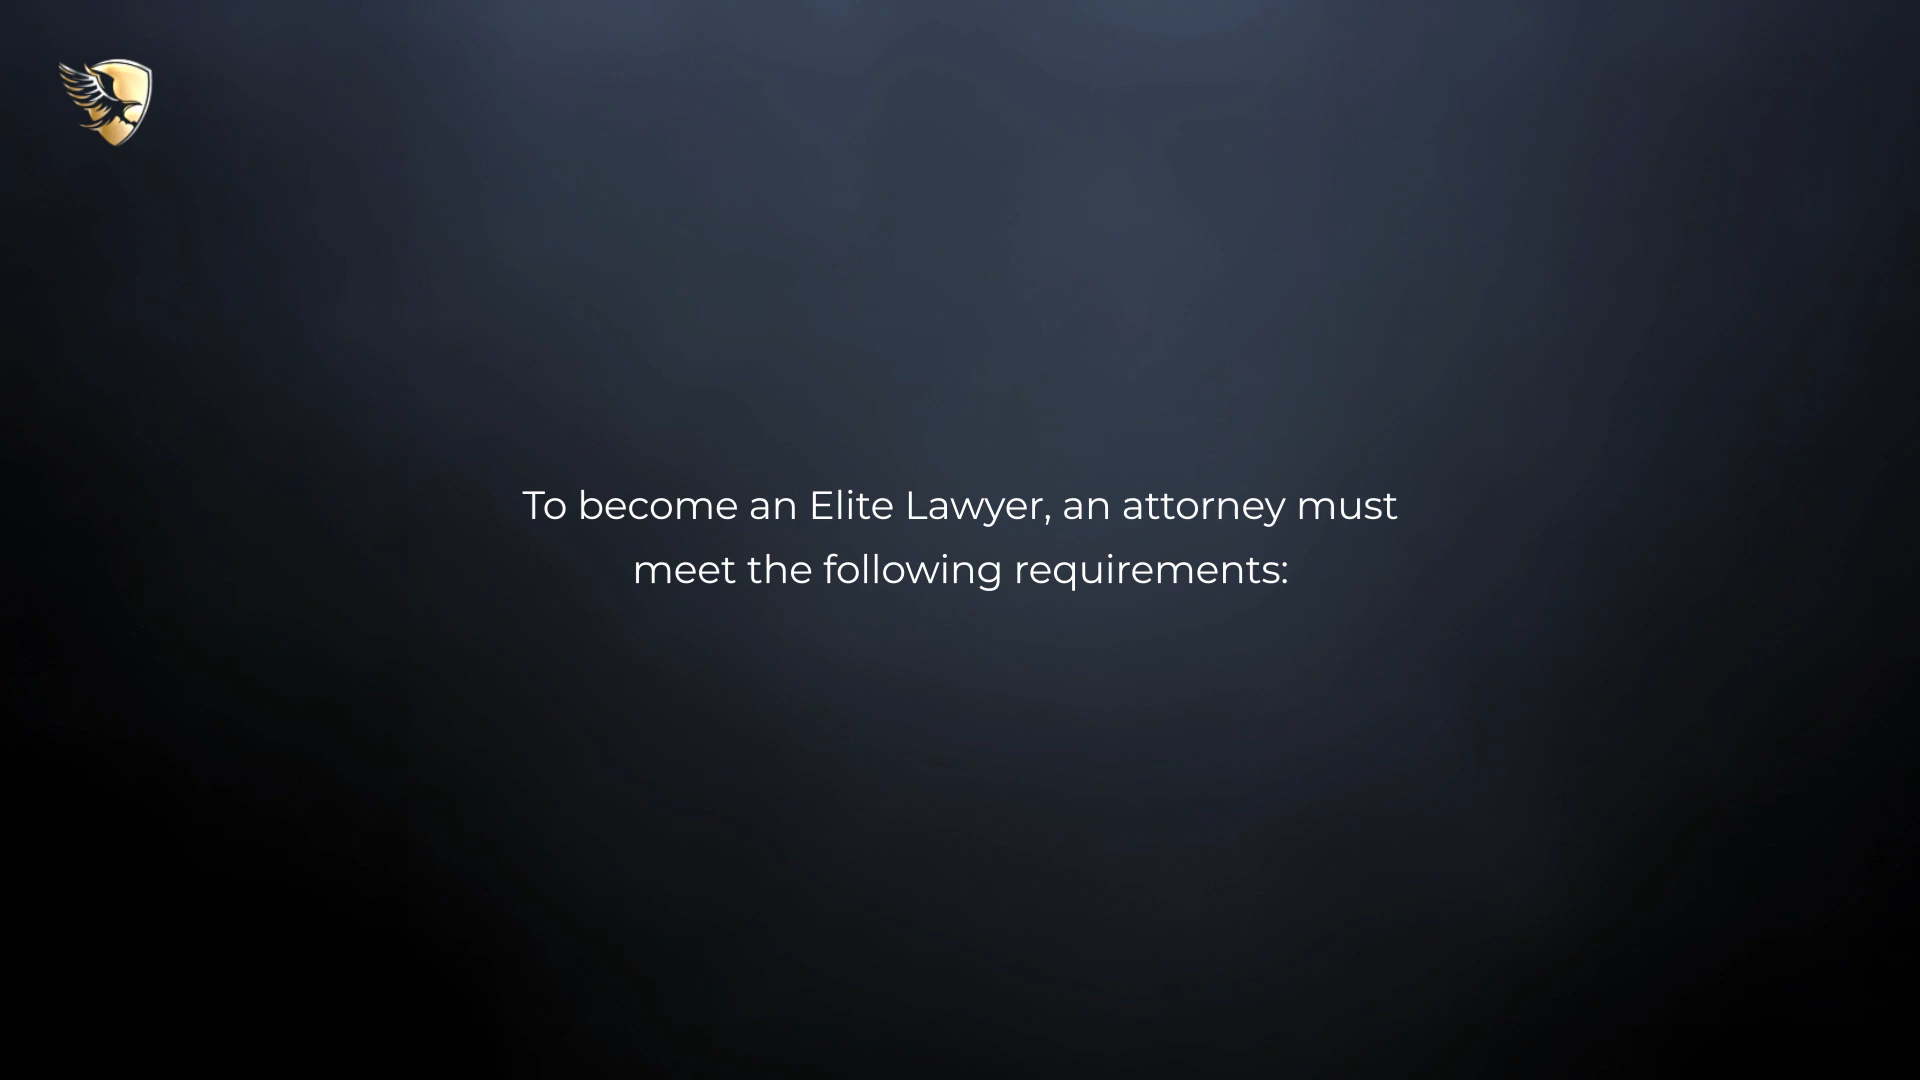 To become an Elite Lawyer, an attorney must
meet the following requirements: